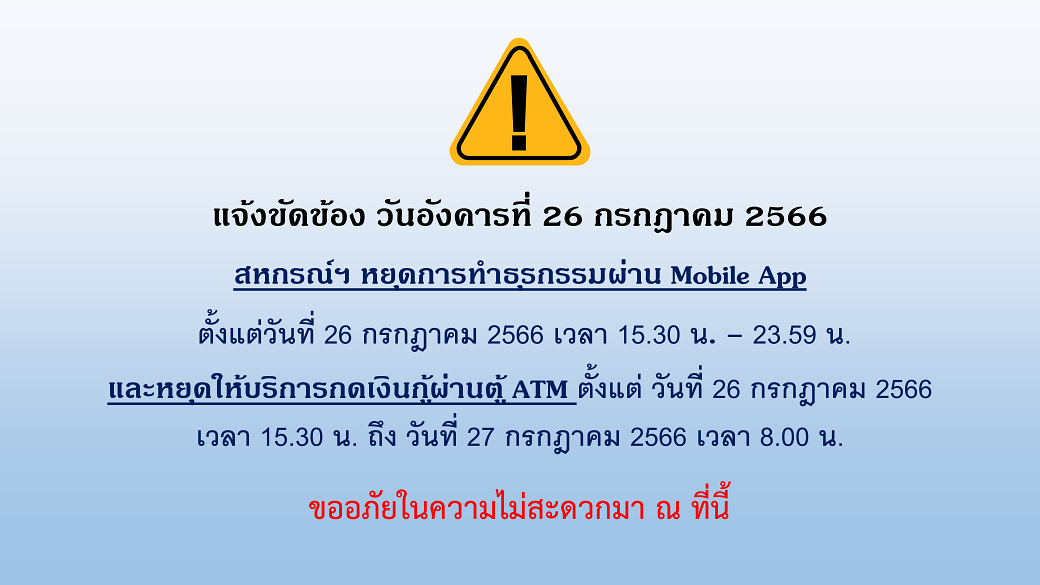 แจ้งขัดข้อง วันอังคารที่ 26 กรกฎาคม 2566
สหกรณ์ฯ หยุดการทำธุรกรรมผ่าน Mobile App
ตั้งแต่วันที่ 26 กรกฎาคม 2566 เวลา 15.30 น. – 23.59 น.
และหยุดให้บริการกดเงินกู้ผ่านตู้ ATM ตั้งแต่ วันที่ 26 กรกฎาคม 2566
เวลา 15.30 น. ถึง วันที่ 27 กรกฎาคม 2566 เวลา 8.00 น.
ขออภัยในความไม่สะดวกมา ณ ที่นี้